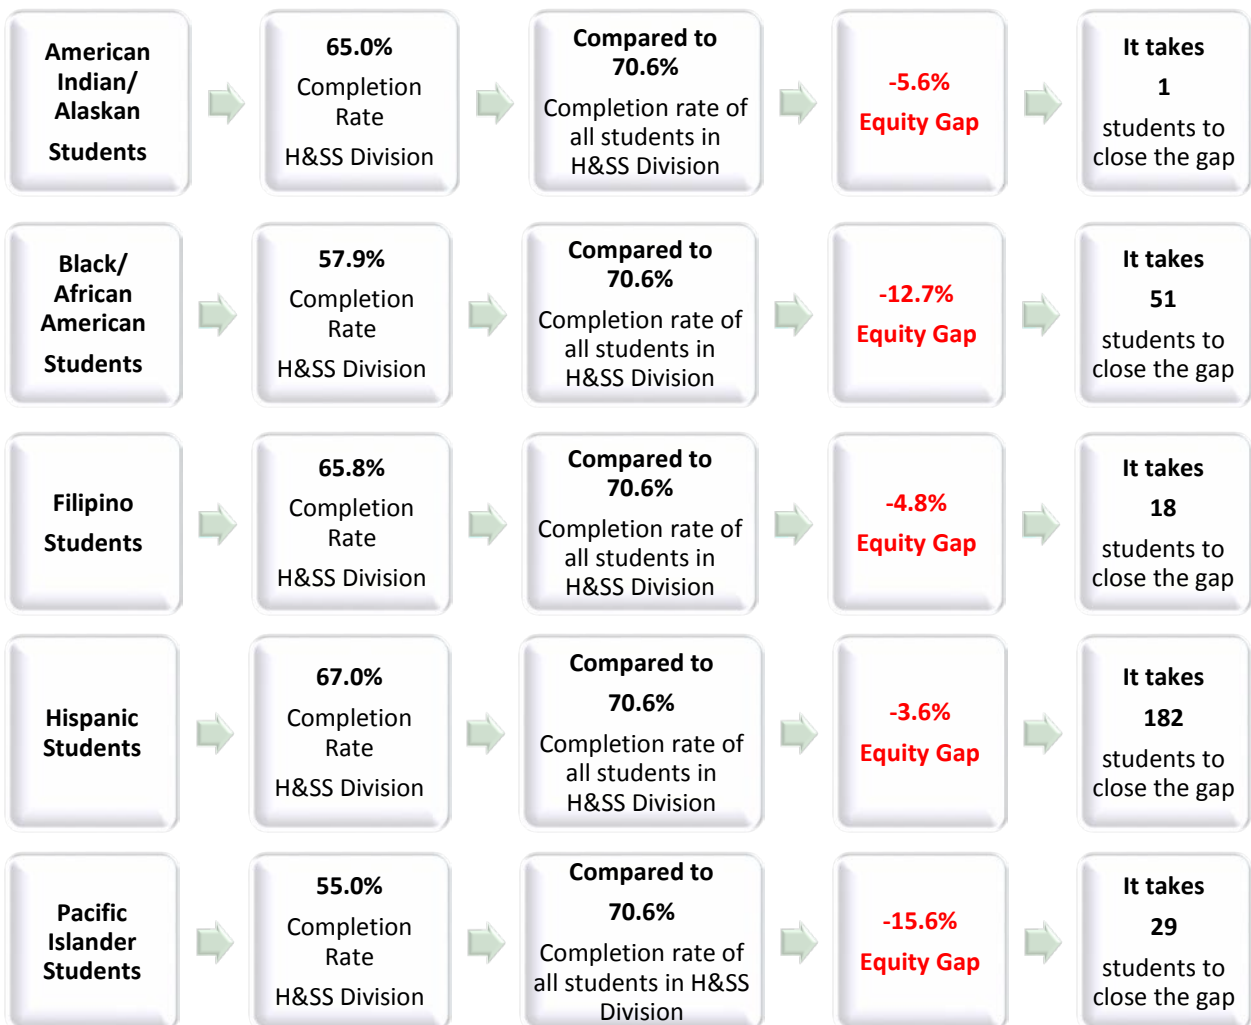 American
Indian/
Alaskan
Students
65.0%
Completion
Rate
H&SS Division
Compared to
70.6%
Completion rate of
all students in
H&SS Division
-5.6%
Equity Gap
It takes
1
students to
close the gap
Black/
African
American
Students
57.9%
Completion
Rate
H&SS Division
Compared to
70.6%
Completion rate of
all students in
H&SS Division
-12.7%
Equity Gap
It takes
51
students to
close the gap
Filipino
Students
65.8%
Completion
Rate
H&SS Division
Compared to
70.6%
Completion rate of
all students in
H&SS Division
-4.8%
Equity Gap
It takes
18
students to
close the gap
Hispanic
Students
67.0%
Completion
Rate
H&SS Division
Compared to
70.6%
Completion rate of
all students in
H&SS Division
-3.6%
Equity Gap
It takes
182
students to
close the gap
Pacific
Islander
Students
55.0%
Completion
Rate
H&SS Division
Compared to
70.6%
Completion rate of
all students in H&SS
Division
-15.6%
Equity Gap
It takes
29
students to
close the gap